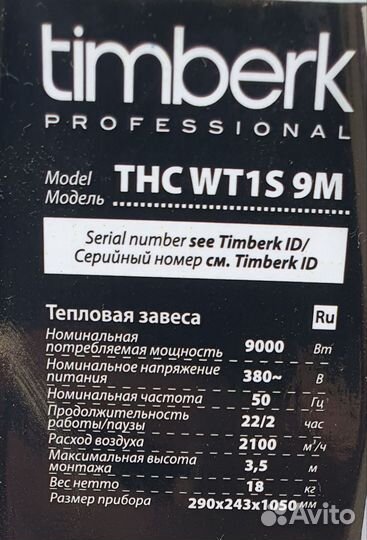 timberk
PROFESSIONAL
Model THC WT1S 9M
Модель
Serial number see Timberk ID/
Серийный номер см. Timberk ID
Тепловая завеса Ru
Номинальная
потребляемая мощность 9000 Вт
Номинальное напряжение
питания 380~ В
Номинальная частота 50 Гц
Продолжительность
работы/паузы 22/2 час
Расход воздуха 2100 м³/ч
Максимальная высота
монтажа 3,5 м
Вес нетто 18 кг
Размер прибора 290x243x1050 мм
Avito